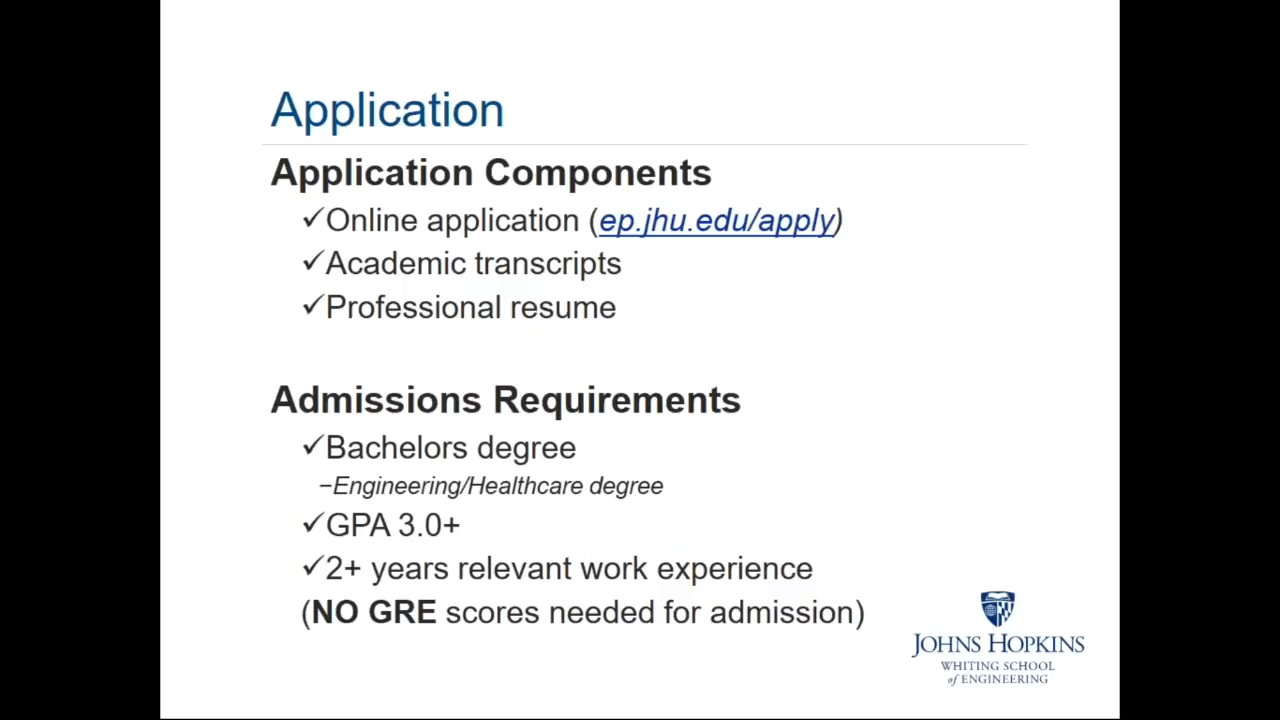 Application
Application Components
✓Online application (ep.jhu.edu/apply)
✓Academic transcripts
✓Professional resume
Admissions Requirements
✓Bachelors degree
−Engineering/Healthcare degree
✓GPA 3.0+
✓2+ years relevant work experience
(NO GRE scores needed for admission)
JOHNS HOPKINS
WHITING SCHOOL
of ENGINEERING